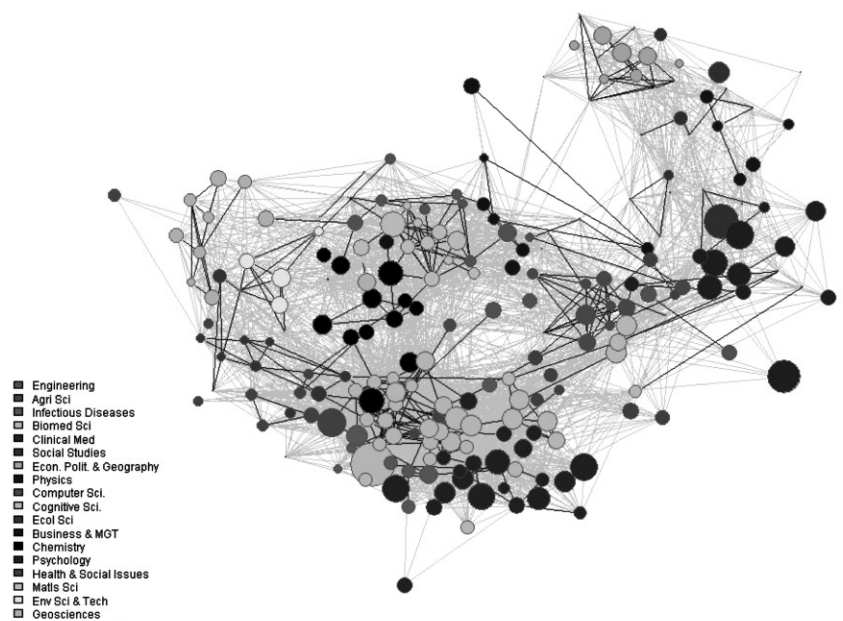 Engineering
Agri Sci
Infectious Diseases
Biomed Sci
Clinical Med
Social Studies
Econ. Polit. & Geography
Physics
Computer Sci.
Cognitive Sci.
Ecol Sci
Business & MGT
Chemistry
Psychology
Health & Social Issues
Matls Sci
Env Sci & Tech
Geosciences